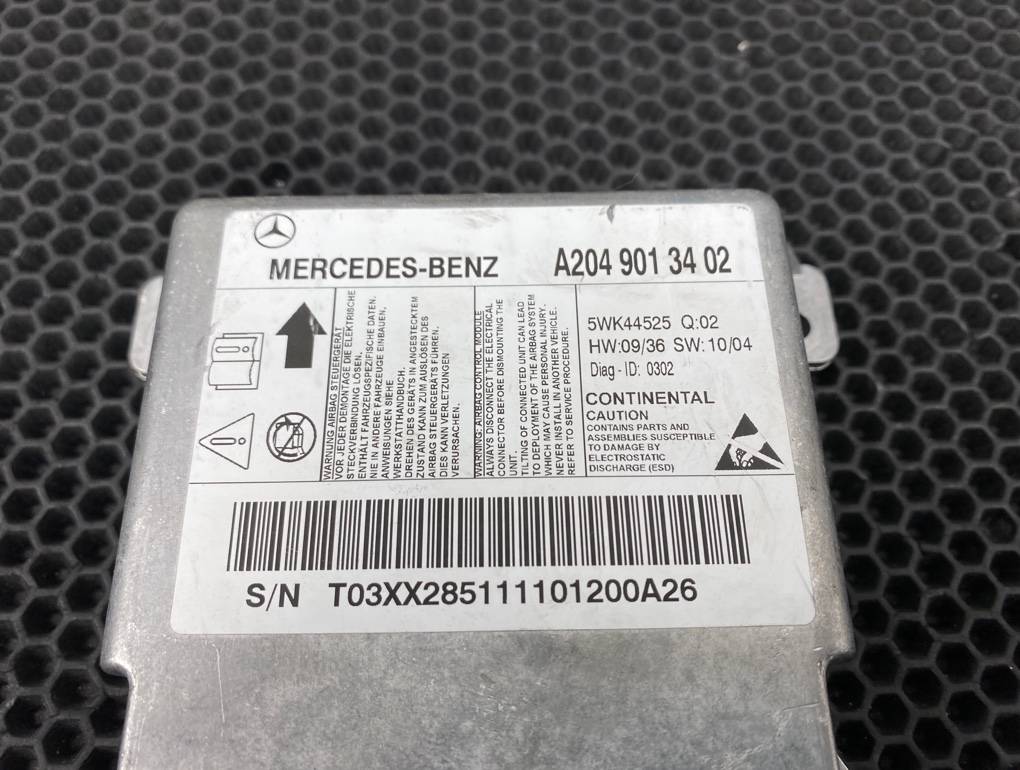 MERCEDES-BENZ
A204 901 34 02
WARNUNG AIRBAG STEUERGERÄT
VOR JEDER DEMONTAGE DIE ELEKTRISCHE
STECKVERBINDUNG LÖSEN.
ENTHÄLT FAHRZEUGSPEZIFISCHE DATEN.
NIE IN ANDERE FAHRZEUGE EINBAUEN.
ANWEISUNGEN SIEHE
WERKSTATTHANDBUCH.
DREHEN DES GERÄTS IN ANGESTECKTEM
ZUSTAND KANN ZUM AUSLÖSEN DES
AIRBAG STEUERGERÄTS FÜHREN.
DIES KANN VERLETZUNGEN
VERURSACHEN.
WARNING: AIRBAG CONTROL MODULE
ALWAYS DISCONNECT THE ELECTRICAL
CONNECTOR BEFORE DISMOUNTING THE
UNIT.
TILTING OF CONNECTED UNIT CAN LEAD
TO DEPLOYMENT OF THE AIRBAG SYSTEM
WHICH MAY CAUSE PERSONAL INJURY.
NEVER INSTALL IN ANOTHER VEHICLE.
REFER TO SERVICE PROCEDURE.
5WK44525 Q:02
HW:09/36 SW:10/04
Diag - ID: 0302
CONTINENTAL
CAUTION
CONTAINS PARTS AND
ASSEMBLIES SUSCEPTIBLE
TO DAMAGE BY
ELECTROSTATIC
DISCHARGE (ESD)
S/N T03XX285111101200A26